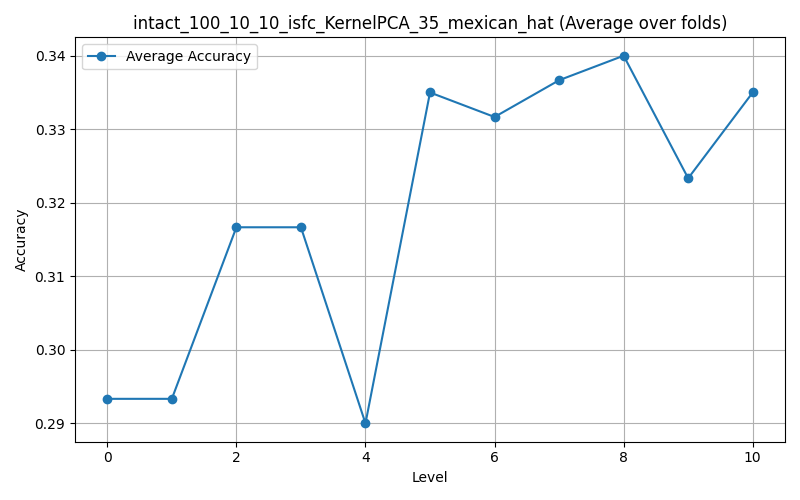 intact_100_10_10_isfc_KernelPCA_35_mexican_hat (Average over folds)
Average Accuracy
0.34
0.33
0.32
0.31
0.30
0.29
Accuracy
0 2 4 6 8 10
Level